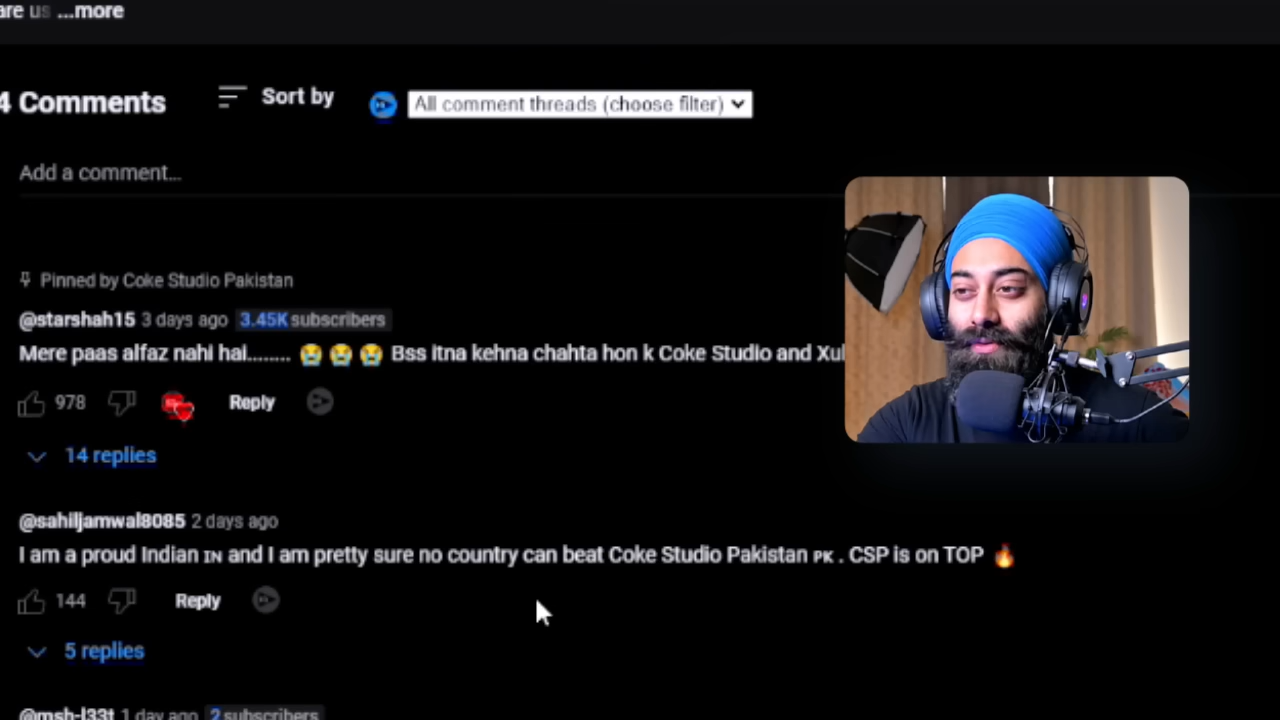 are us ...more
4 Comments
Sort by
All comment threads (choose filter)
Add a comment...
Pinned by Coke Studio Pakistan
@starshah15 3 days ago 3.45K subscribers
Mere paas alfaz nahi hai........ 😭 😭 😭 Bss itna kehna chahta hon k Coke Studio and Xul
978
Reply
14 replies
@sahiljamwal8085 2 days ago
I am a proud Indian IN and I am pretty sure no country can beat Coke Studio Pakistan PK . CSP is on TOP 🔥
144
Reply
5 replies
@msh-l33t 1 day ago 2 subscribers